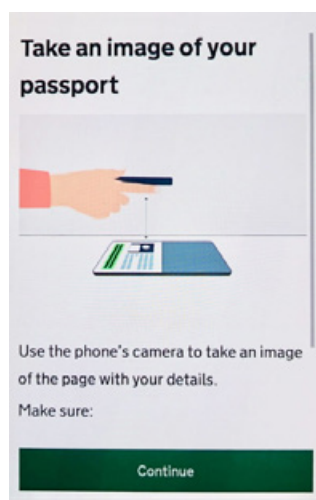 Take an image of your
passport
Use the phone's camera to take an image
of the page with your details.
Make sure:
Continue